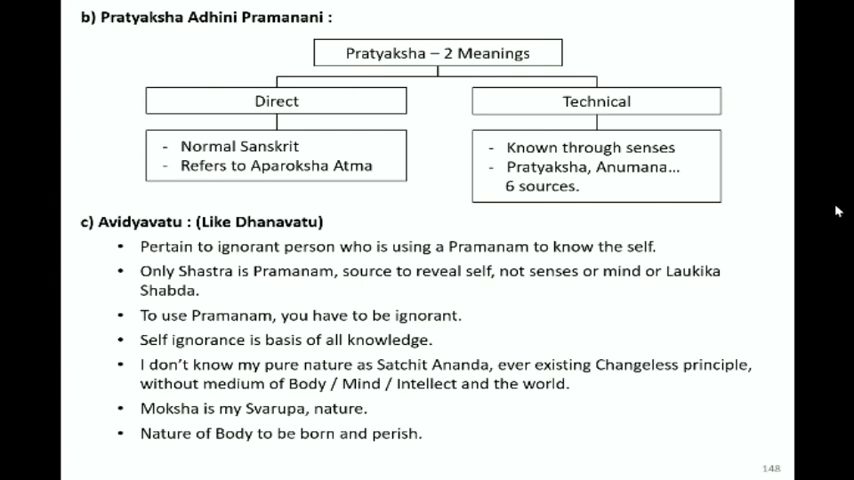 b) Pratyaksha Adhini Pramanani :
Pratyaksha – 2 Meanings
Direct
Technical
- Normal Sanskrit
- Refers to Aparoksha Atma
- Known through senses
- Pratyaksha, Anumana...
6 sources.
c) Avidyavatu : (Like Dhanavatu)
• Pertain to ignorant person who is using a Pramanam to know the self.
• Only Shastra is Pramanam, source to reveal self, not senses or mind or Laukika
Shabda.
• To use Pramanam, you have to be ignorant.
• Self ignorance is basis of all knowledge.
• I don't know my pure nature as Satchit Ananda, ever existing Changeless principle,
without medium of Body / Mind / Intellect and the world.
• Moksha is my Svarupa, nature.
• Nature of Body to be born and perish.
148